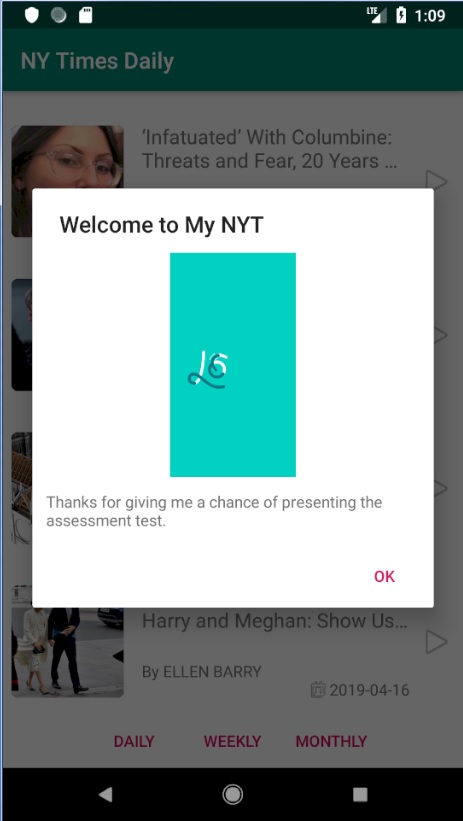 LTE 1:09
NY Times Daily
‘Infatuated’ With Columbine:
Threats and Fear, 20 Years ...
Welcome to My NYT
Thanks for giving me a chance of presenting the
assessment test.
OK
Harry and Meghan: Show Us...
By ELLEN BARRY
2019-04-16
DAILY WEEKLY MONTHLY